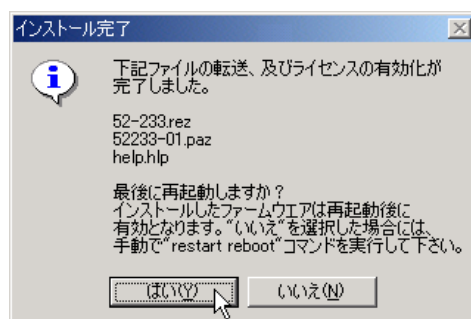 インストール完了
下記ファイルの転送、及びライセンスの有効化が
完了しました。
52-233.rez
52233-01.paz
help.hlp
最後に再起動しますか？
インストールしたファームウエアは再起動後に
有効となります。“いいえ”を選択した場合には、
手動で“restart reboot”コマンドを実行して下さい。
はい(Y)
いいえ(N)